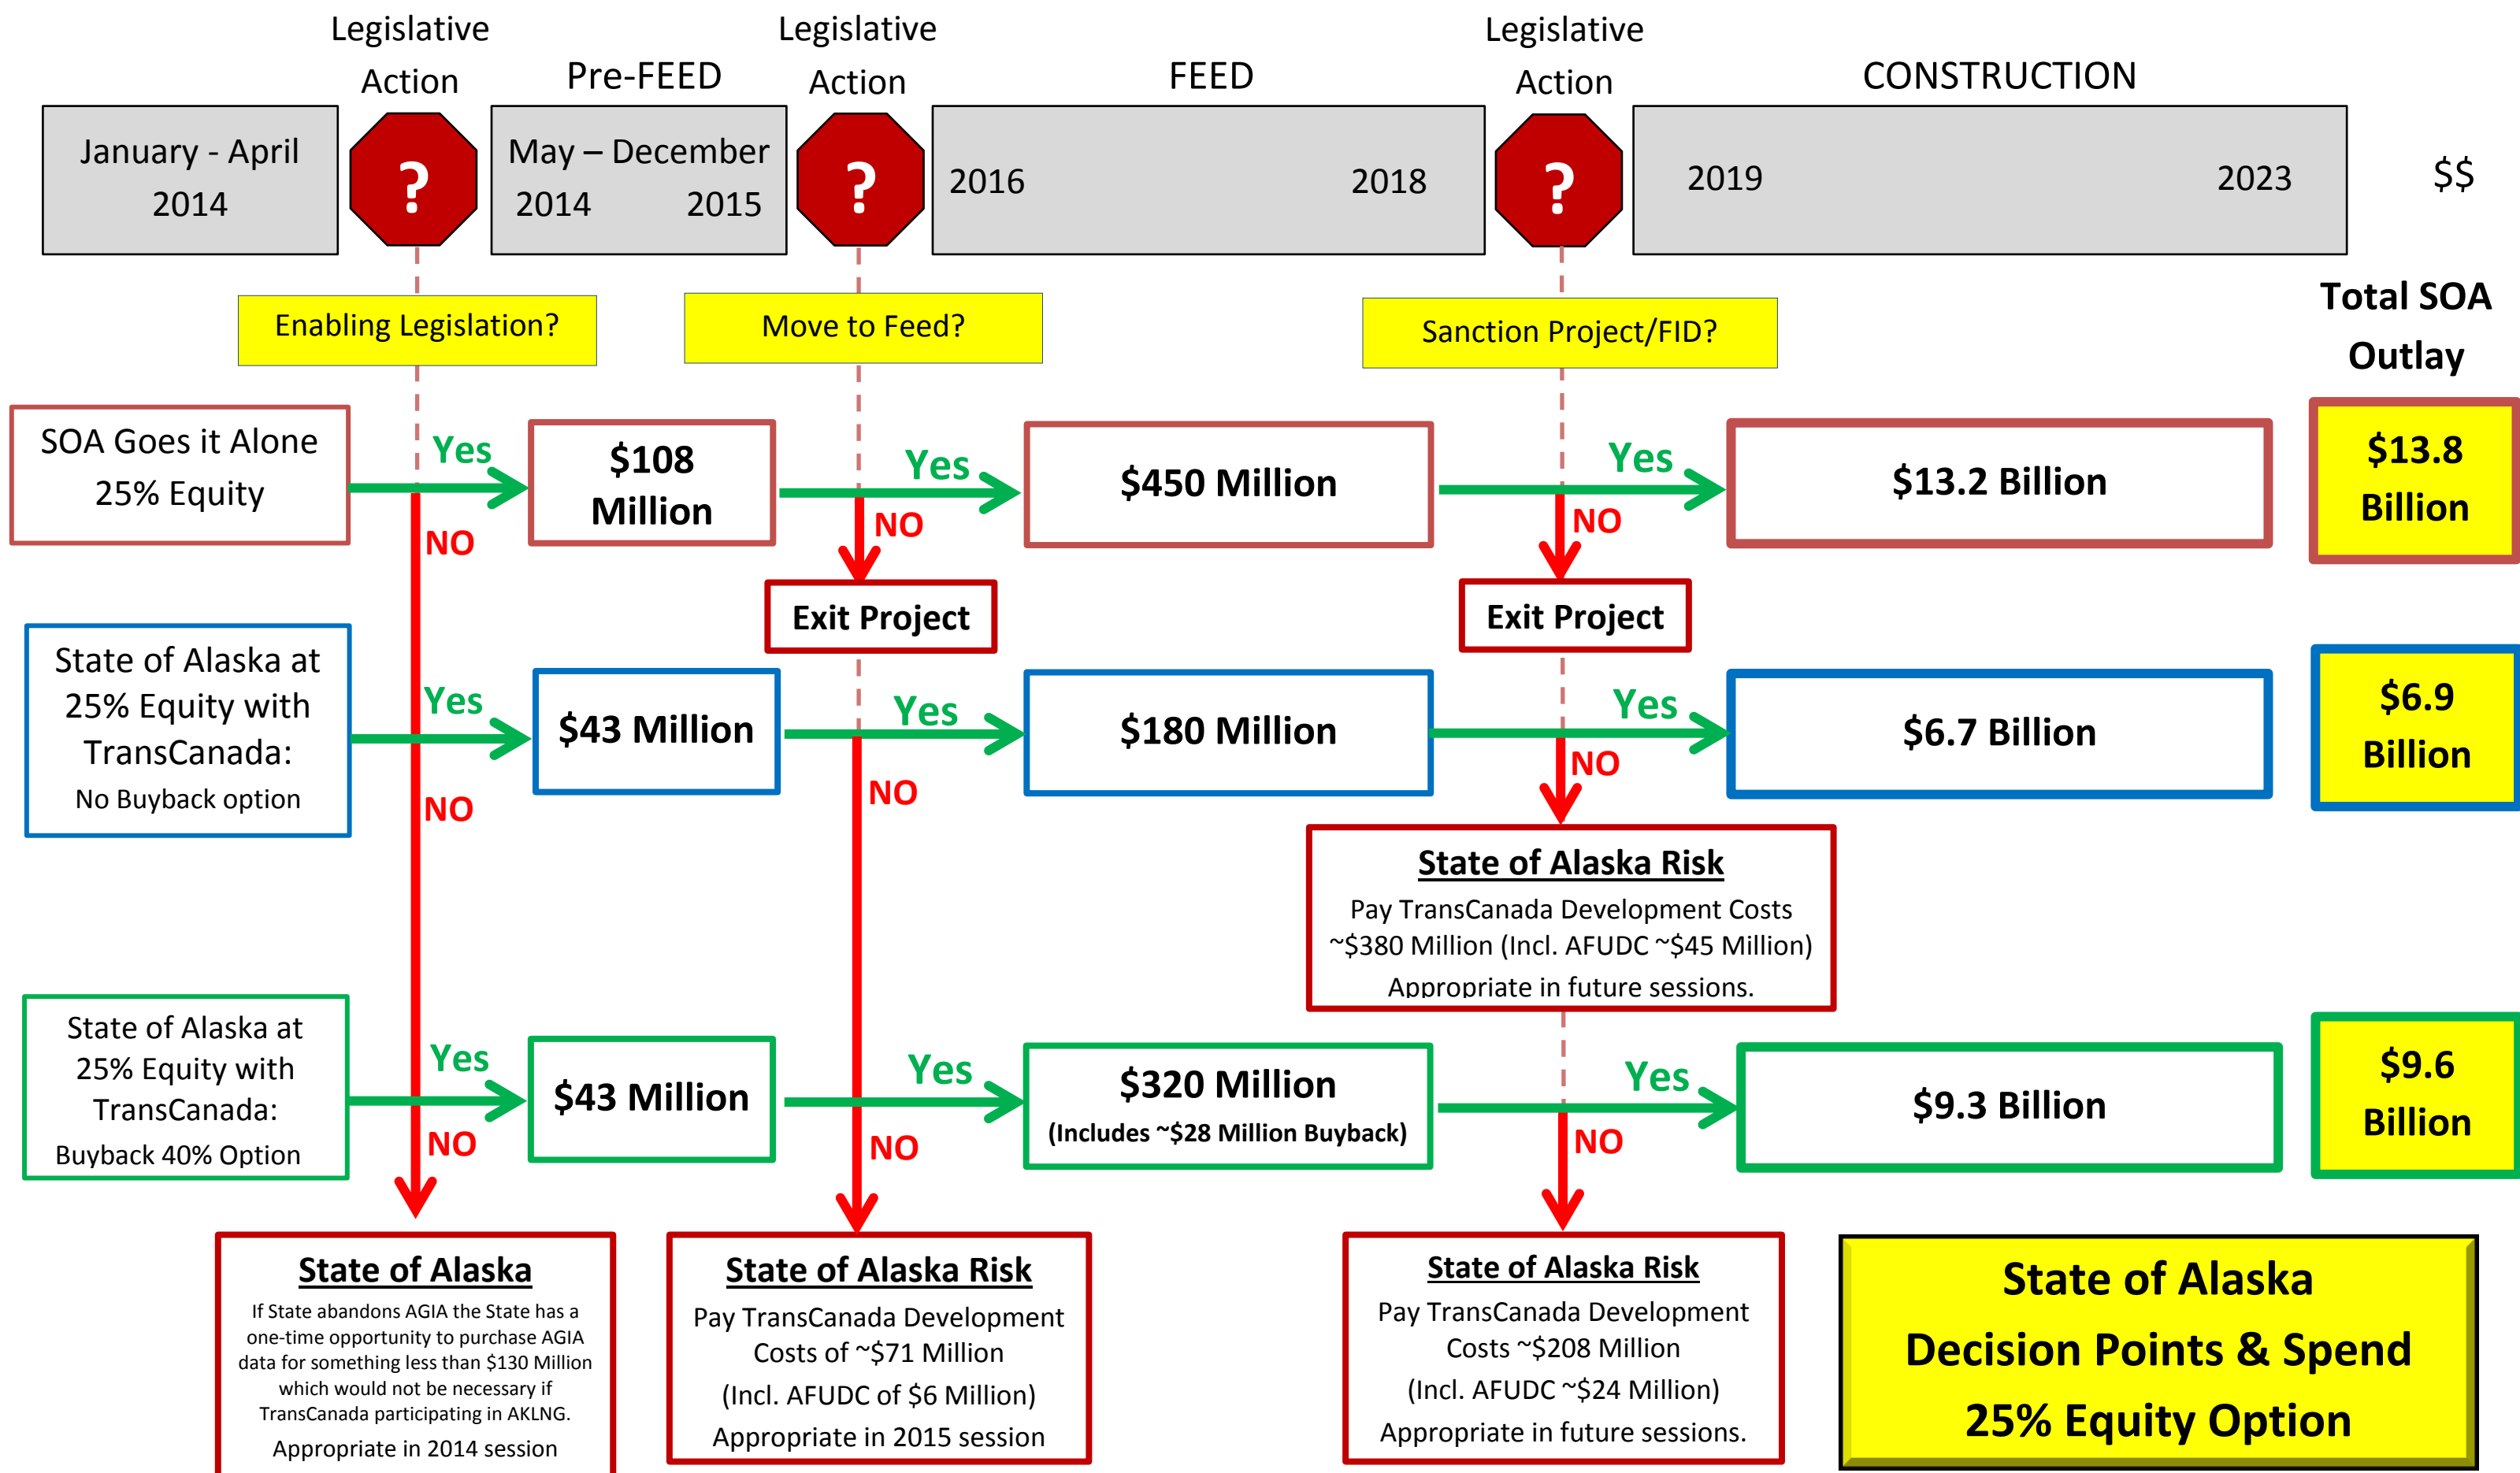 Legislative
Action
Pre-FEED
Legislative
Action
FEED
Legislative
Action
CONSTRUCTION
January - April
2014
?
May – December
2014 2015
?
2016 2018
?
2019 2023
$$
Enabling Legislation?
Move to Feed?
Sanction Project/FID?
Total SOA
Outlay
SOA Goes it Alone
25% Equity
Yes
NO
$108
Million
Yes
NO
$450 Million
Yes
NO
$13.2 Billion
$13.8
Billion
Exit Project
Exit Project
State of Alaska at
25% Equity with
TransCanada:
No Buyback option
Yes
NO
$43 Million
Yes
NO
$180 Million
Yes
NO
$6.7 Billion
$6.9
Billion
State of Alaska Risk
Pay TransCanada Development Costs
~$380 Million (Incl. AFUDC ~$45 Million)
Appropriate in future sessions.
State of Alaska at
25% Equity with
TransCanada:
Buyback 40% Option
Yes
NO
$43 Million
Yes
NO
$320 Million
(Includes ~$28 Million Buyback)
Yes
NO
$9.3 Billion
$9.6
Billion
State of Alaska
If State abandons AGIA the State has a
one-time opportunity to purchase AGIA
data for something less than $130 Million
which would not be necessary if
TransCanada participating in AKLNG.
Appropriate in 2014 session
State of Alaska Risk
Pay TransCanada Development
Costs of ~$71 Million
(Incl. AFUDC of $6 Million)
Appropriate in 2015 session
State of Alaska Risk
Pay TransCanada Development
Costs ~$208 Million
(Incl. AFUDC ~$24 Million)
Appropriate in future sessions.
State of Alaska
Decision Points & Spend
25% Equity Option